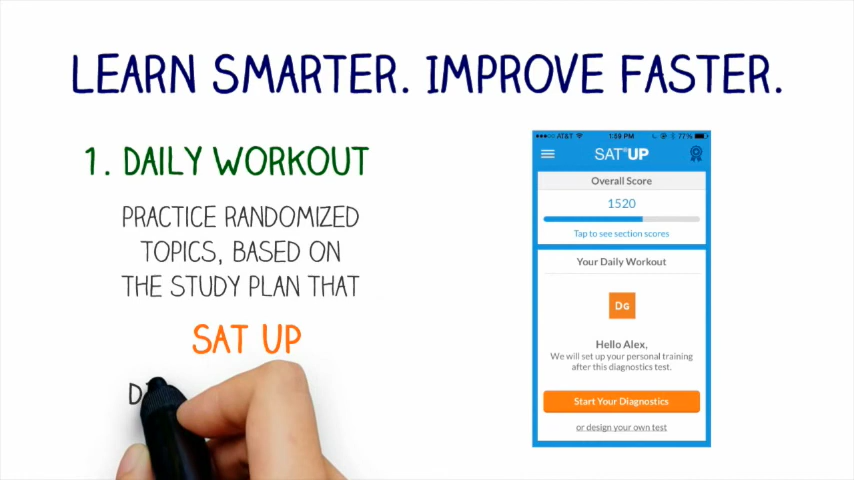 LEARN SMARTER. IMPROVE FASTER.
1. DAILY WORKOUT
PRACTICE RANDOMIZED
TOPICS, BASED ON
THE STUDY PLAN THAT
SAT UP
AT&T 1:59 PM 77%
SAT UP
Overall Score
1520
Tap to see section scores
Your Daily Workout
DG
Hello Alex,
We will set up your personal training
after this diagnostics test.
Start Your Diagnostics
or design your own test